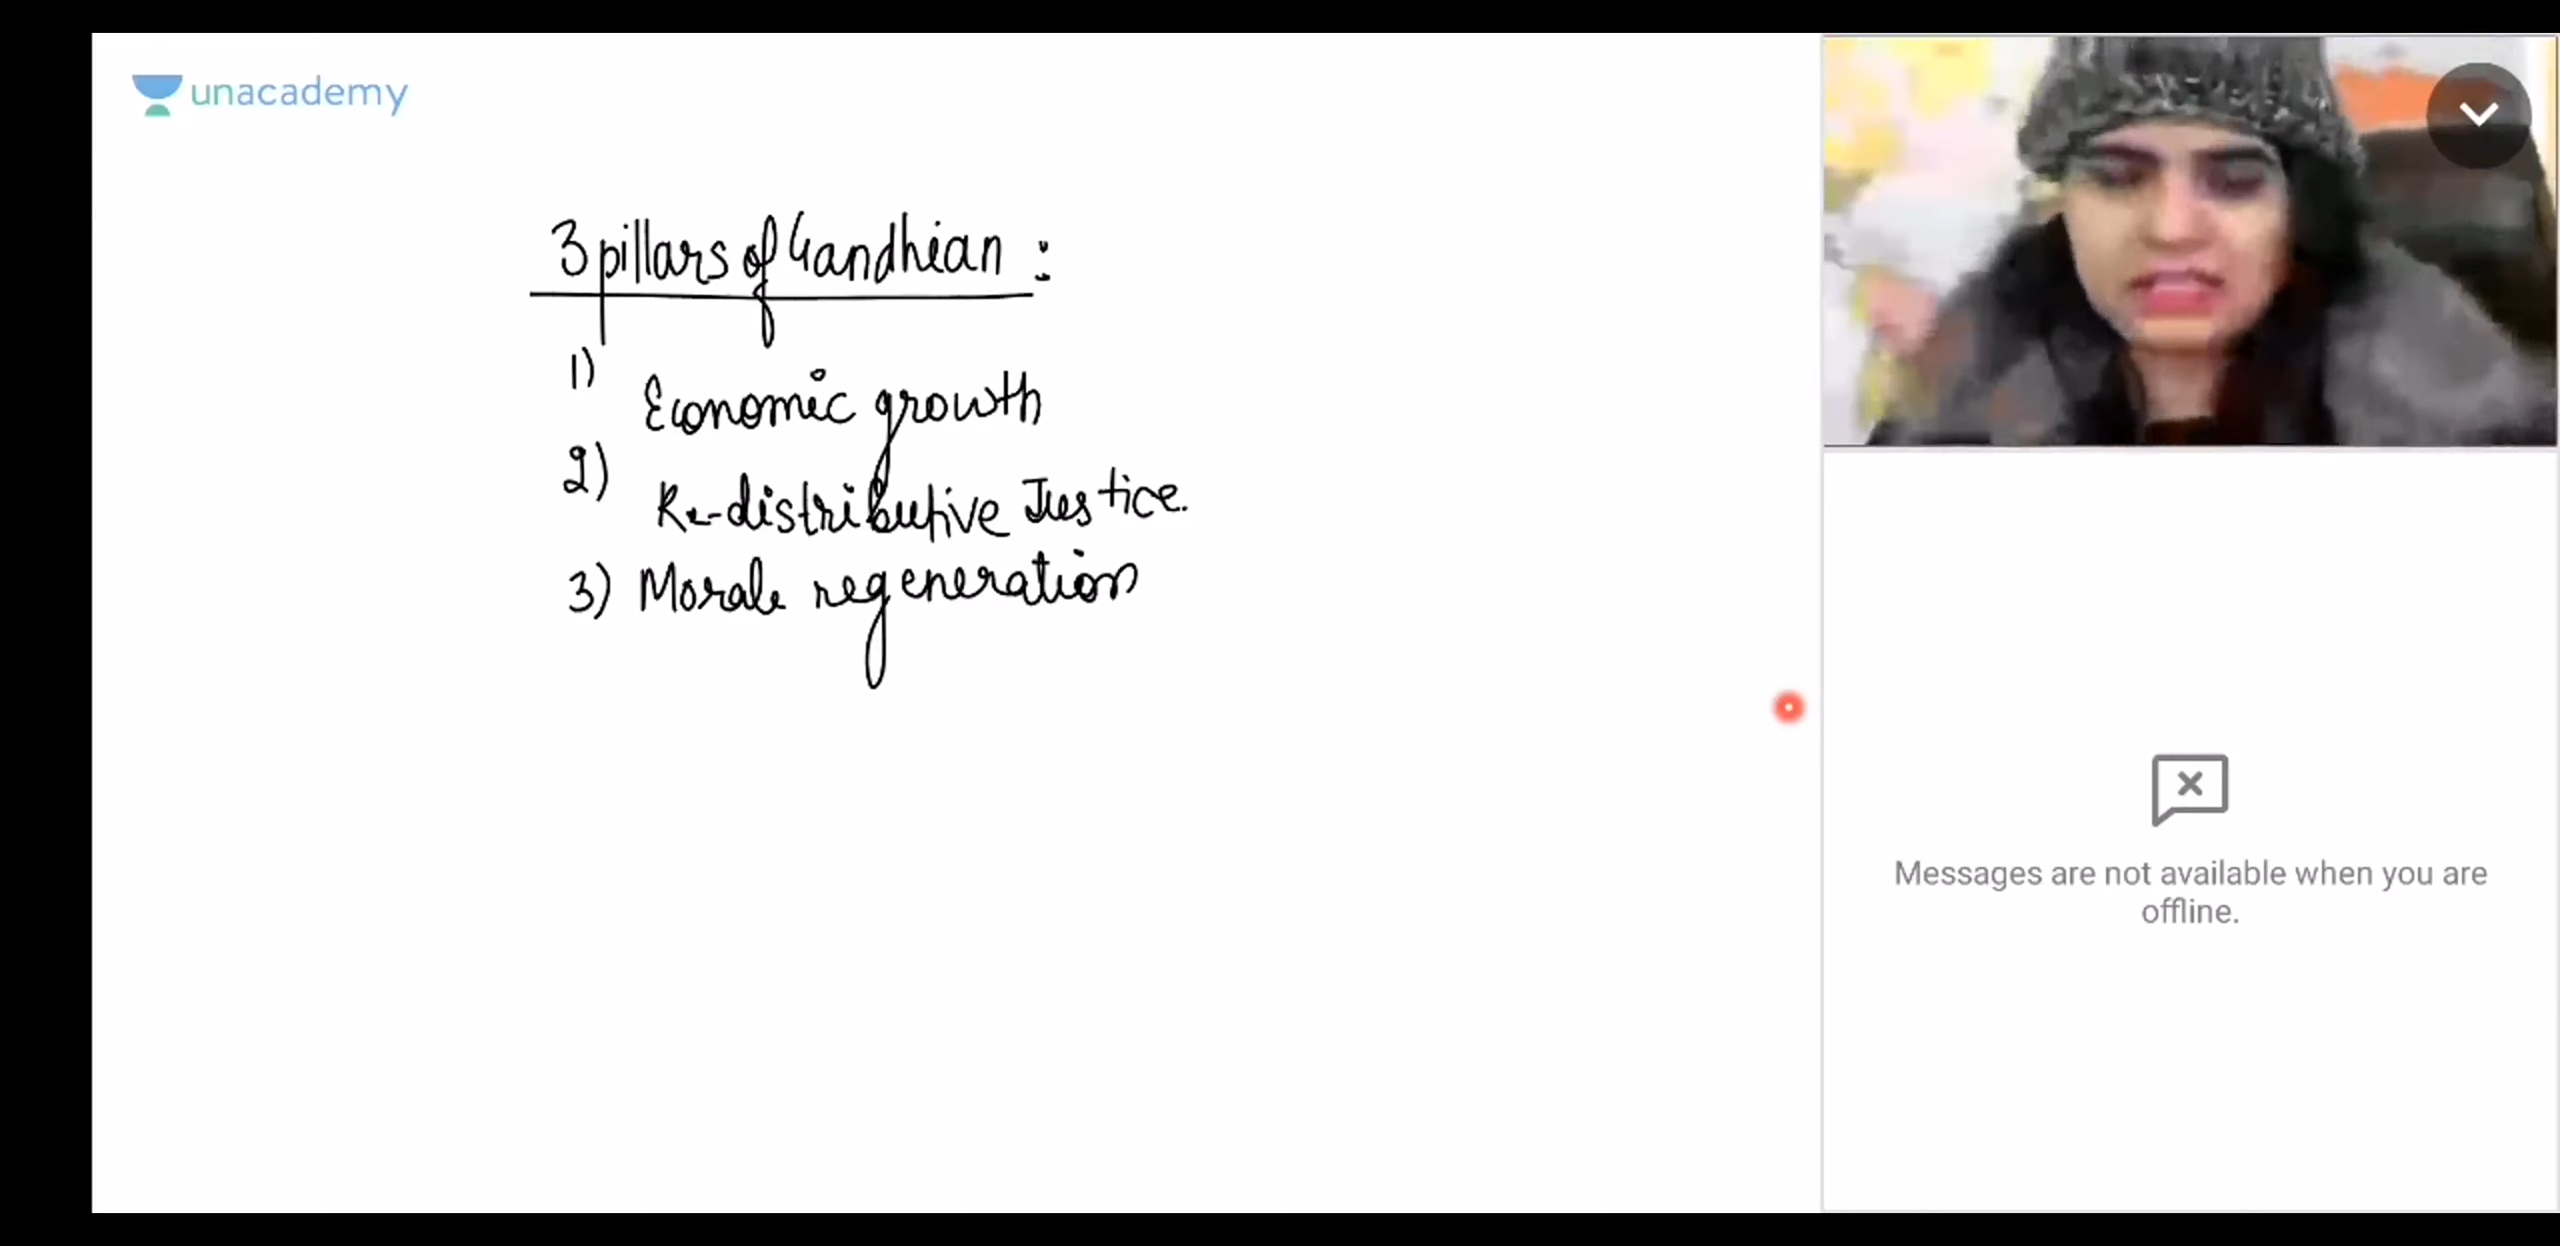 unacademy
3 pillars of Gandhian :
1) Economic growth
2) Re-distributive Justice.
3) Morale regeneration
Messages are not available when you are
offline.